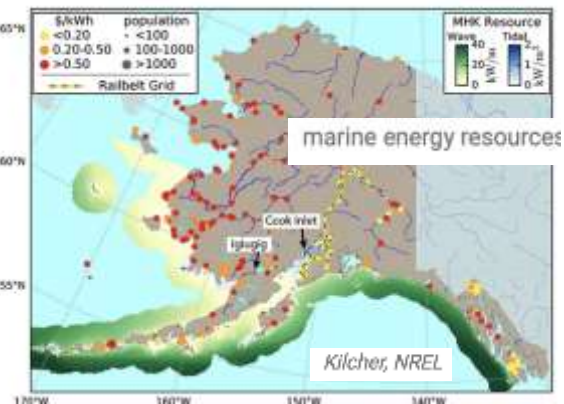 $/kWh
<0.20
0.20-0.50
>0.50
population
<100
100-1000
>1000
Railbelt Grid
MHK Resource
Wave
40
20
0
kW/m
Tidal
2
1
0
kW/m²
marine energy resources
Cook Inlet
Igiugig
Kilcher, NREL
65°N
60°N
55°N
170°W
160°W
150°W
140°W